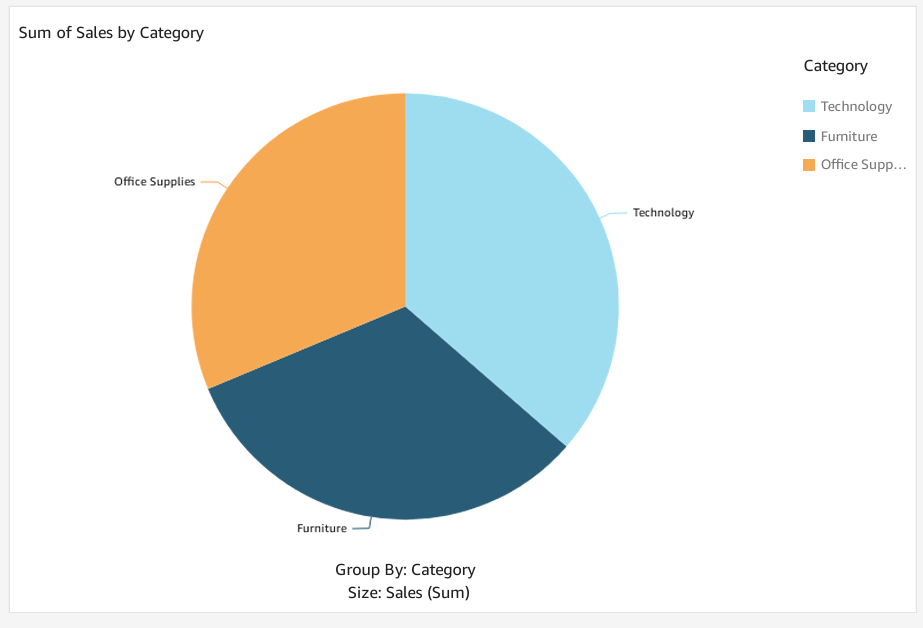 Sum of Sales by Category
Category
Technology
Furniture
Office Supp...
Office Supplies
Technology
Furniture
Group By: Category
Size: Sales (Sum)